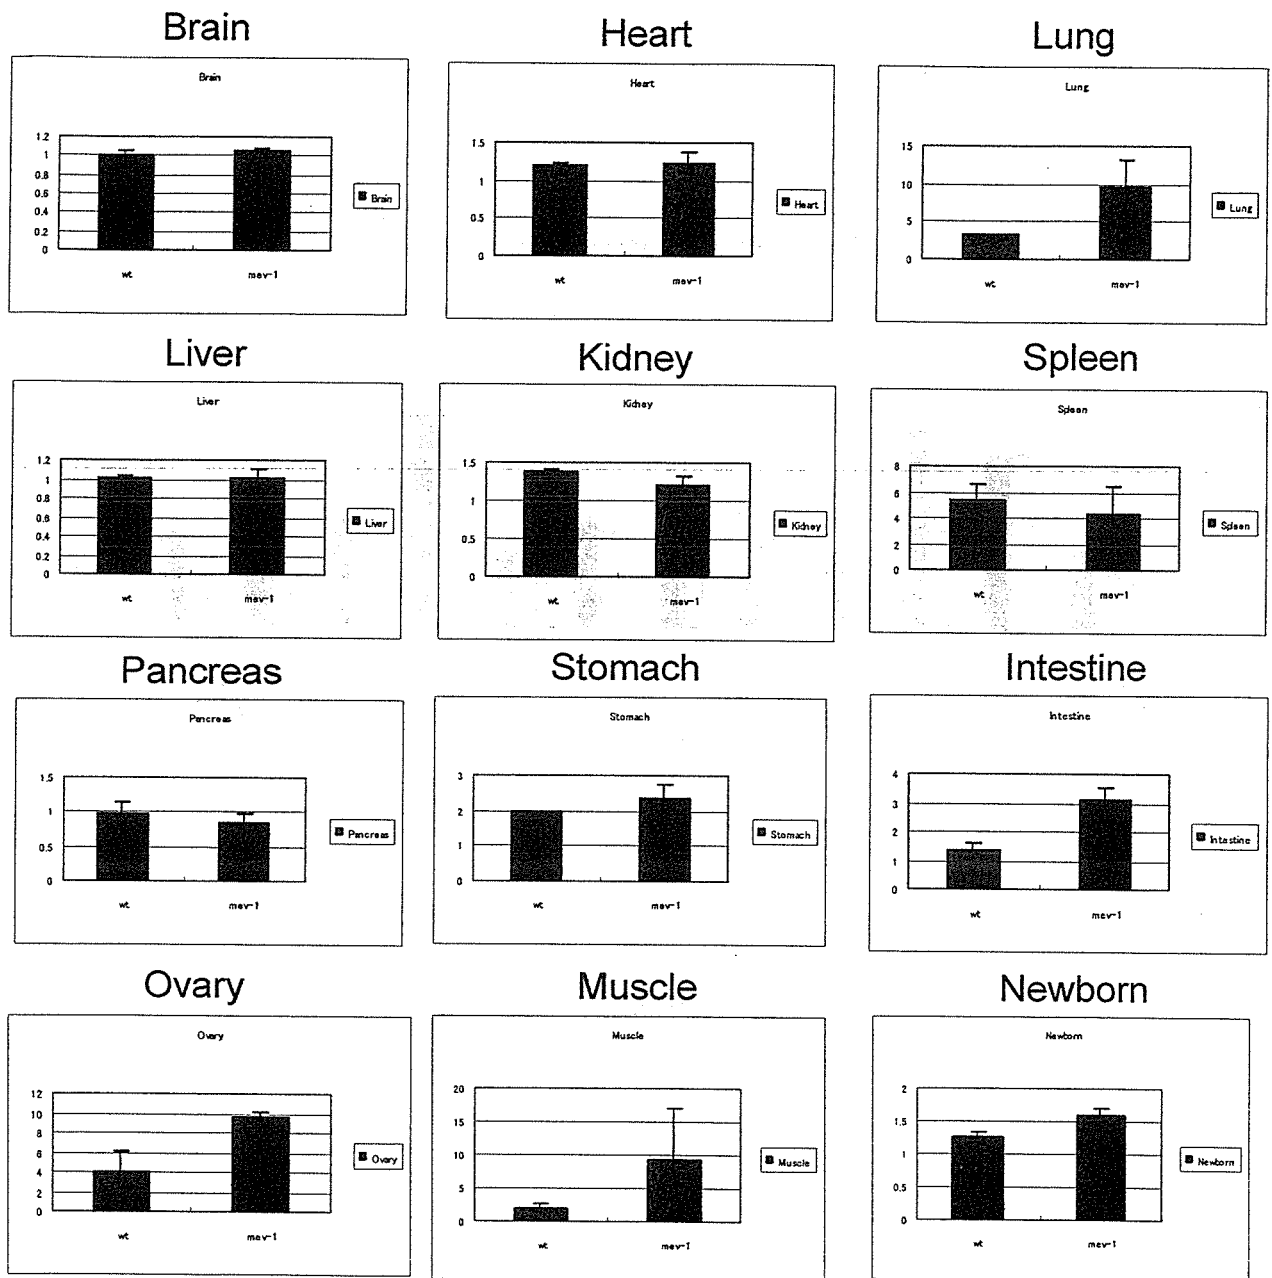 Brain
Heart
Lung
Brain
1.2
1
0.8
0.6
0.4
0.2
0
wt
mev-1
Brain
Heart
1.5
1
0.5
0
wt
mev-1
Heart
Lung
15
10
5
0
wt
mev-1
Lung
Liver
Kidney
Spleen
Liver
1.2
1
0.8
0.6
0.4
0.2
0
wt
mev-1
Liver
Kidney
1.5
1
0.5
0
wt
mev-1
Kidney
Spleen
8
6
4
2
0
wt
mev-1
Spleen
Pancreas
Stomach
Intestine
Pancreas
1.5
1
0.5
0
wt
mev-1
Pancreas
Stomach
3
2
1
0
wt
mev-1
Stomach
Intestine
4
3
2
1
0
wt
mev-1
Intestine
Ovary
Muscle
Newborn
Ovary
12
10
8
6
4
2
0
wt
mev-1
Ovary
Muscle
20
15
10
5
0
wt
mev-1
Muscle
Newborn
2
1.5
1
0.5
0
wt
mev-1
Newborn